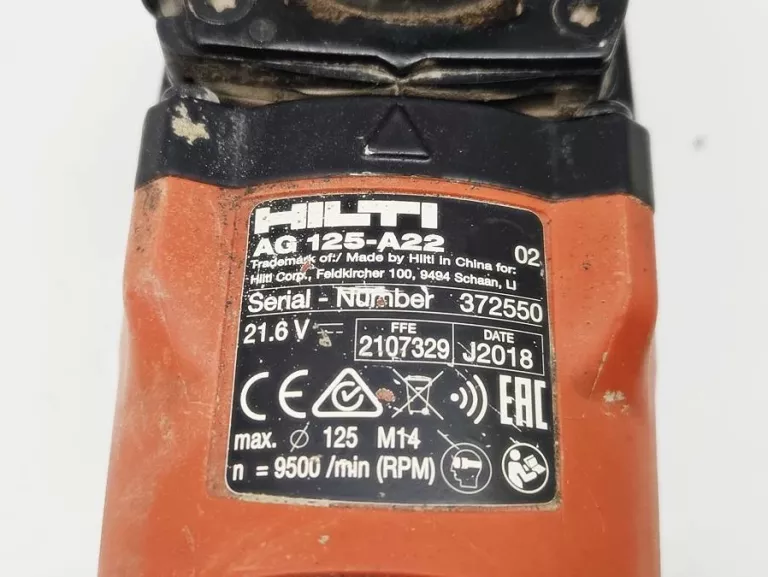 HILTI
AG 125-A22 02
Trademark of:/ Made by Hilti in China for:
Hilti Corp., Feldkircher 100, 9494 Schaan, LI
Serial - Number 372550
21.6 V FFE 2107329 DATE J2018
CE EAC
max. ⌀ 125 M14
n = 9500 /min (RPM)